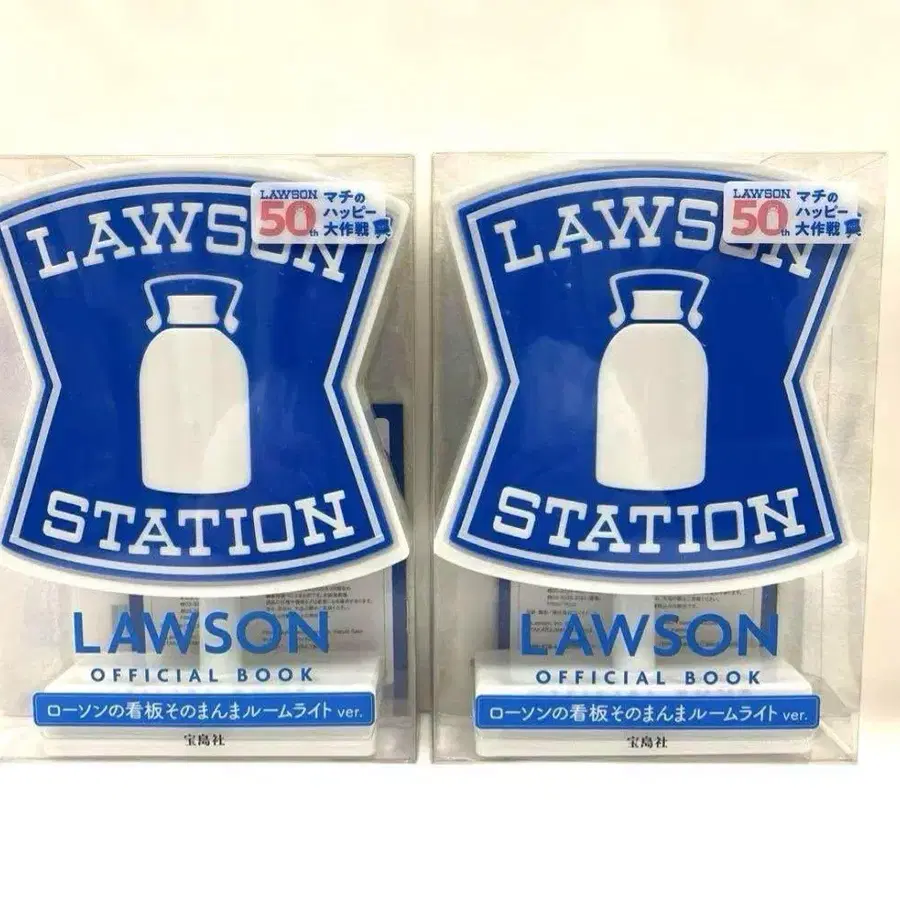 LAWSON
LAWSON
50th
マチの
ハッピー
大作戦
STATION
LAWSON
OFFICIAL BOOK
ローソンの看板そのまんまルームライト ver.
宝島社
LAWSON
LAWSON
50th
マチの
ハッピー
大作戦
STATION
LAWSON
OFFICIAL BOOK
ローソンの看板そのまんまルームライト ver.
宝島社